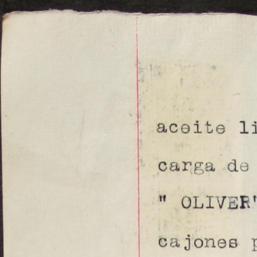 aceite li
carga de
" OLIVER"
cajones p